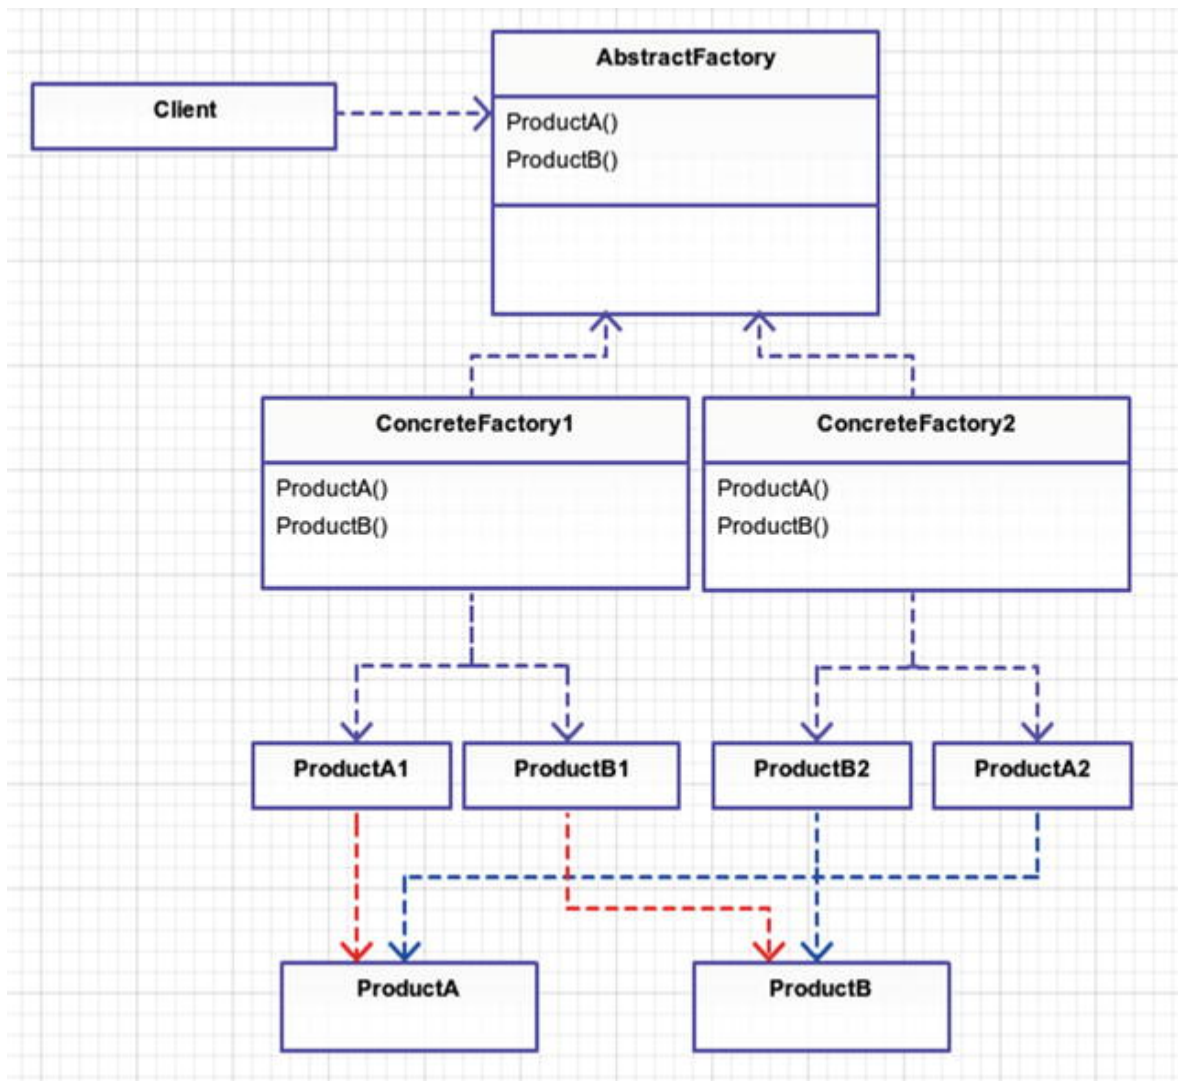 AbstractFactory
Client
ProductA()
ProductB()
ConcreteFactory1
ConcreteFactory2
ProductA()
ProductB()
ProductA()
ProductB()
ProductA1
ProductB1
ProductB2
ProductA2
ProductA
ProductB